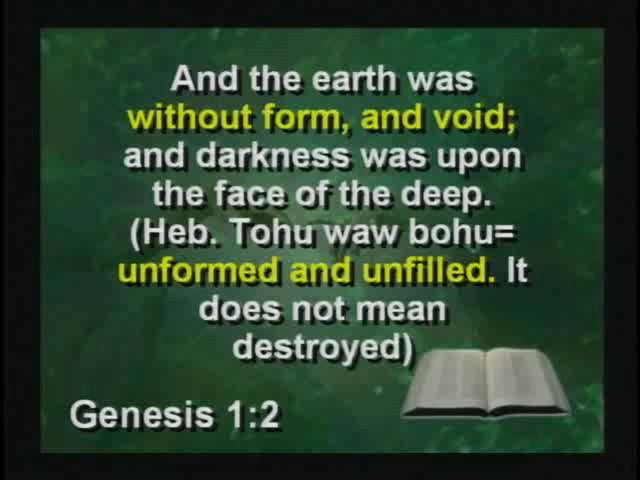 And the earth was
without form, and void;
and darkness was upon
the face of the deep.
(Heb. Tohu waw bohu=
unformed and unfilled. It
does not mean
destroyed)
Genesis 1:2